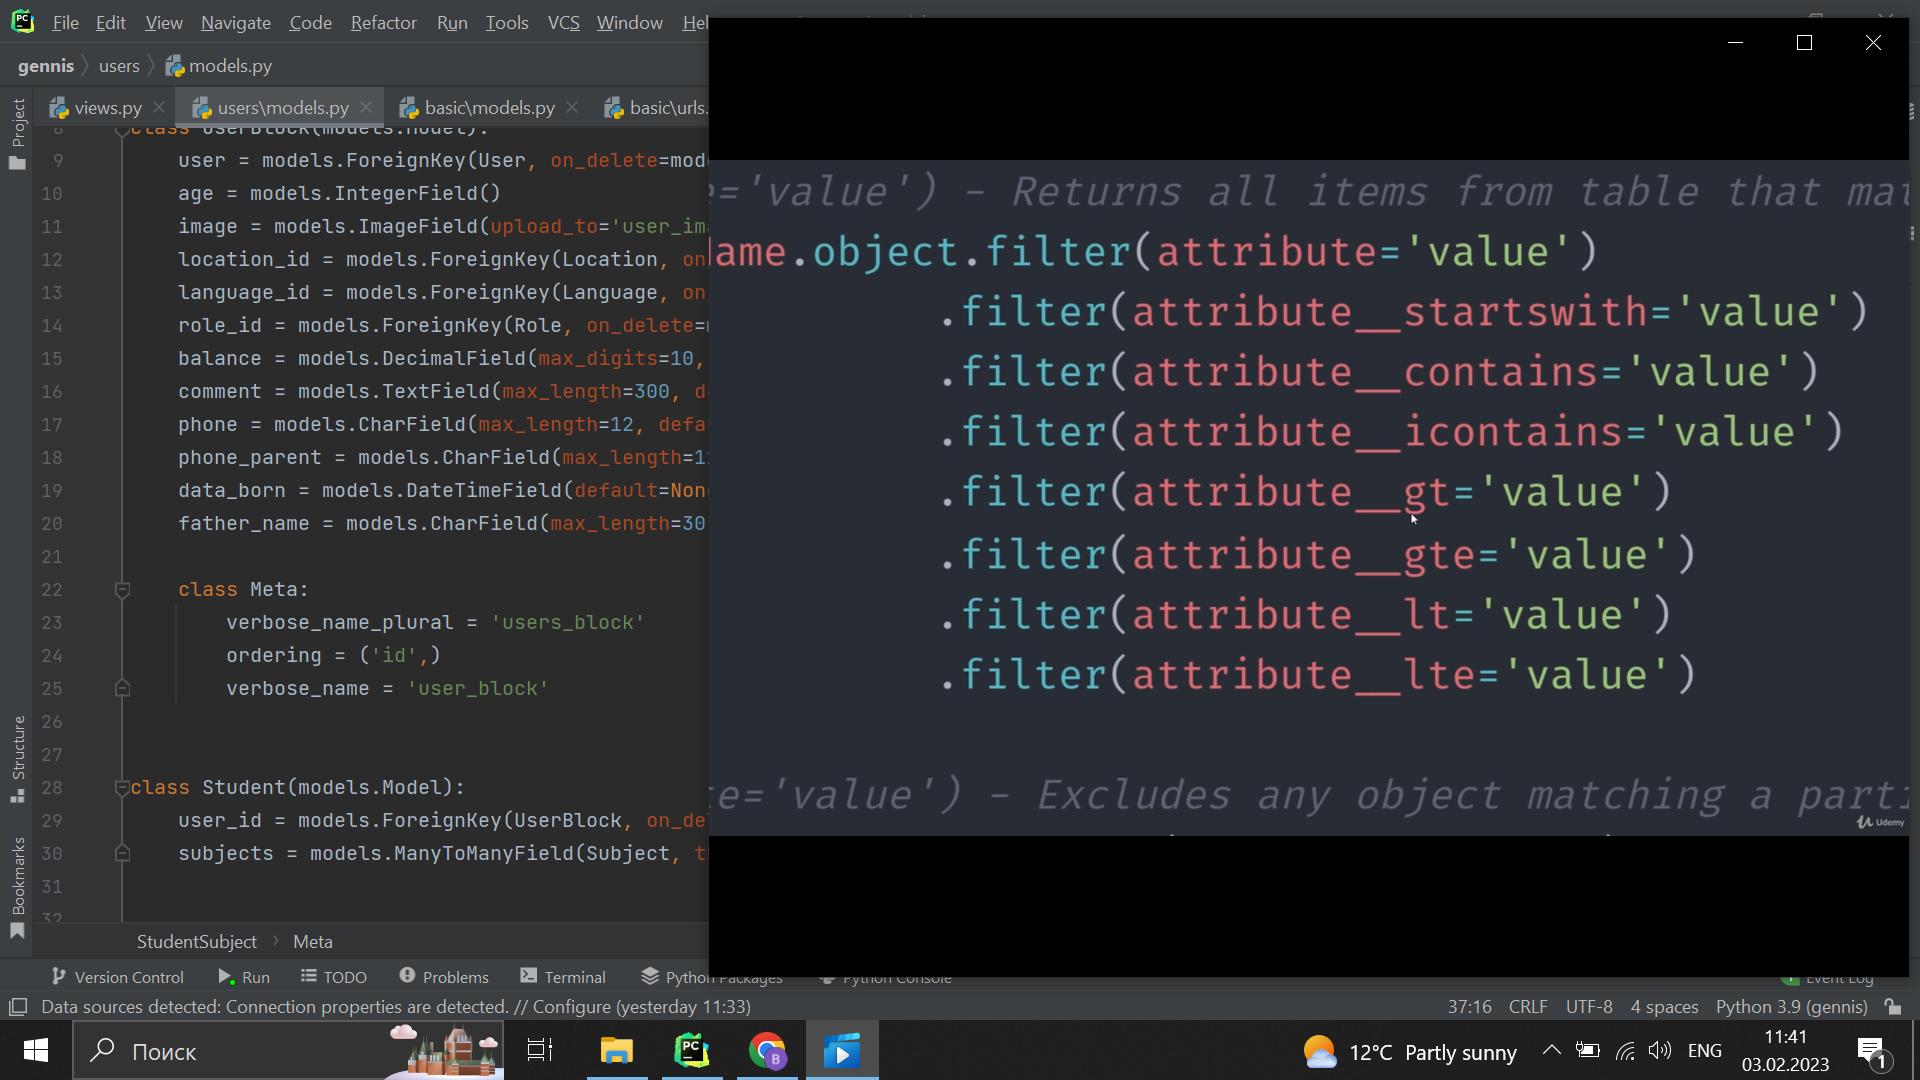 File Edit View Navigate Code Refactor Run Tools VCS Window Hel
gennis users models.py
views.py users\models.py basic\models.py basic\urls.
Project
8 class UserBlock(models.Model):
9 user = models.ForeignKey(User, on_delete=mod
10 age = models.IntegerField()
11 image = models.ImageField(upload_to='user_im
12 location_id = models.ForeignKey(Location, on
13 language_id = models.ForeignKey(Language, on
14 role_id = models.ForeignKey(Role, on_delete=
15 balance = models.DecimalField(max_digits=10,
16 comment = models.TextField(max_length=300, d
17 phone = models.CharField(max_length=12, defa
18 phone_parent = models.CharField(max_length=1
19 data_born = models.DateTimeField(default=Non
20 father_name = models.CharField(max_length=30
21
22 class Meta:
23 verbose_name_plural = 'users_block'
24 ordering = ('id',)
25 verbose_name = 'user_block'
26
27
28 class Student(models.Model):
29 user_id = models.ForeignKey(UserBlock, on_de
30 subjects = models.ManyToManyField(Subject, t
31
32
Structure
Bookmarks
StudentSubject Meta
e='value') – Returns all items from table that mat
ame.object.filter(attribute='value')
.filter(attribute__startswith='value')
.filter(attribute__contains='value')
.filter(attribute__icontains='value')
.filter(attribute__gt='value')
.filter(attribute__gte='value')
.filter(attribute__lt='value')
.filter(attribute__lte='value')
te='value') – Excludes any object matching a parti
Udemy
Version Control Run TODO Problems Terminal Python Packages Python Console Event Log
Data sources detected: Connection properties are detected. // Configure (yesterday 11:33) 37:16 CRLF UTF-8 4 spaces Python 3.9 (gennis)
Поиск PC B 12°C Partly sunny ENG 11:41
03.02.2023 1